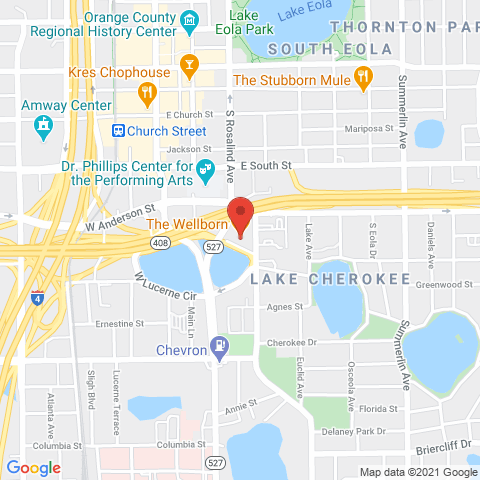 Orange County
Regional History Center
Lake
Eola Park
Lake Eola
THORNTON PAR
SOUTH EOLA
Kres Chophouse
The Stubborn Mule
Summerlin Ave
Amway Center
E Church St
S Rosalind Ave
Mariposa St
Church Street
Jackson St
Dr. Phillips Center for
the Performing Arts
E South St
W Anderson St
The Wellborn
408
527
Lake Ave
S Eola Dr
Daniels Ave
4
W Lucerne Cir
LAKE CHEROKEE
Greenwood St
Main Ln
Agnes St
Ernestine St
Cherokee Dr
Summerlin Ave
Chevron
Sligh Blvd
Lucerne Terrace
Euclid Ave
Osceola Ave
Atlanta Ave
Annie St
Florida St
Delaney Park Dr
Columbia St
Columbia St
Briercliff Dr
527
Google
Map data ©2021 Google